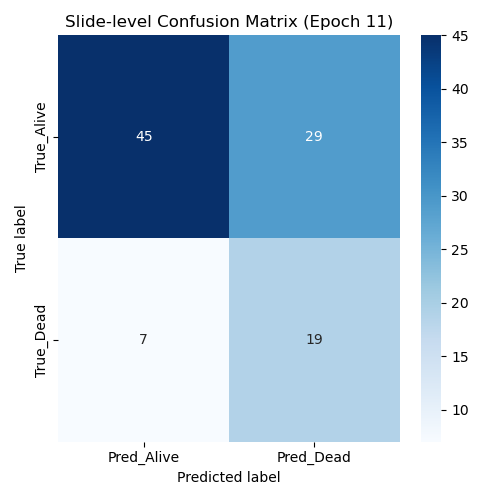 Slide-level Confusion Matrix (Epoch 11)
True label
True_Alive
True_Dead
45
29
7
19
Pred_Alive
Pred_Dead
Predicted label
45
40
35
30
25
20
15
10